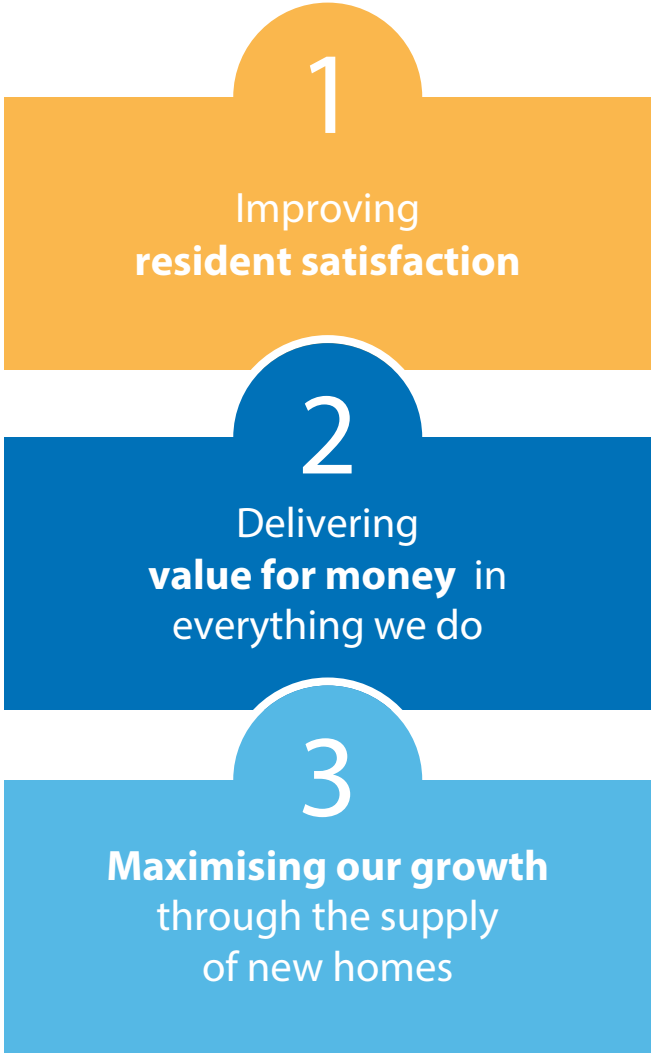 1
Improving
resident satisfaction
2
Delivering
value for money in
everything we do
3
Maximising our growth
through the supply
of new homes